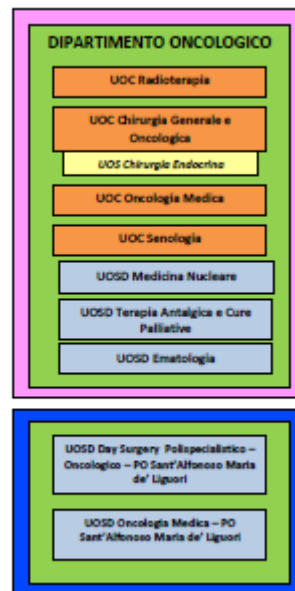 DIPARTIMENTO ONCOLOGICO
UOC Radioterapia
UOC Chirurgia Generale e
Oncologica
UOS Chirurgia Endocrina
UOC Oncologia Medica
UOC Senologia
UOSD Medicina Nucleare
UOSD Terapia Antalgica e Cure
Palliative
UOSD Ematologia
UOSD Day Surgery Polispecialistico –
Oncologico – PO Sant'Alfonoso Maria
de' Liguori
UOSD Oncologia Medica – PO
Sant'Alfonoso Maria de' Liguori